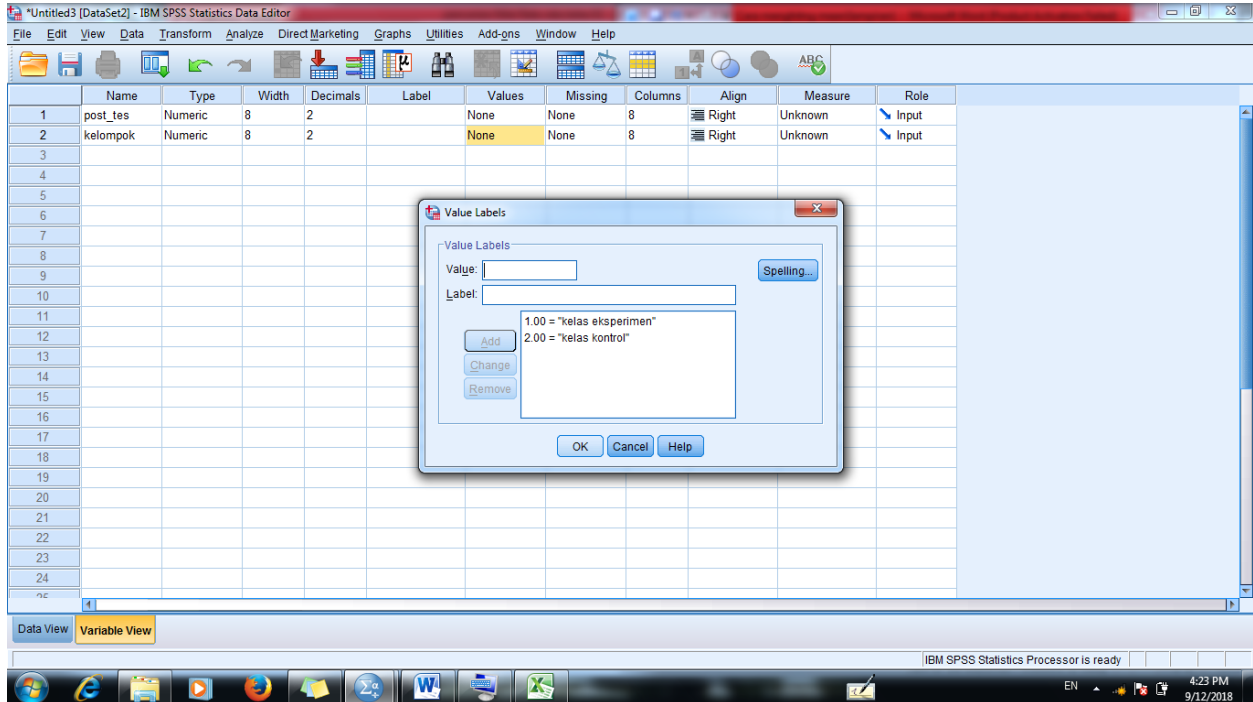 *Untitled3 [DataSet2] - IBM SPSS Statistics Data Editor
File Edit View Data Transform Analyze Direct Marketing Graphs Utilities Add-ons Window Help
Name Type Width Decimals Label Values Missing Columns Align Measure Role
1 post_tes Numeric 8 2 None None 8 Right Unknown Input
2 kelompok Numeric 8 2 None None 8 Right Unknown Input
3
4
5
6
7
8
9
10
11
12
13
14
15
16
17
18
19
20
21
22
23
24
25
Value Labels
Value Labels
Value:
Spelling...
Label:
1.00 = "kelas eksperimen"
2.00 = "kelas kontrol"
Add
Change
Remove
OK Cancel Help
Data View Variable View
IBM SPSS Statistics Processor is ready
EN
4:23 PM
9/12/2018